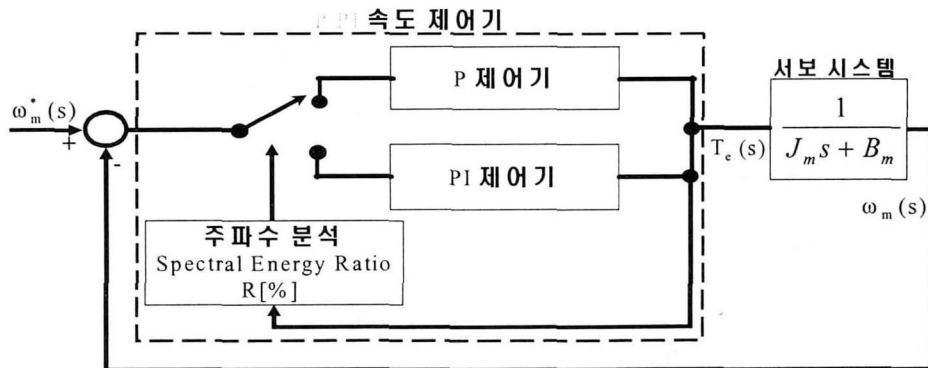 속도 제어기
P 제어기
서보 시스템
ω*m(s)
+
-
1
Jm s + Bm
Te(s)
PI 제어기
ωm(s)
주파수 분석
Spectral Energy Ratio
R[%]